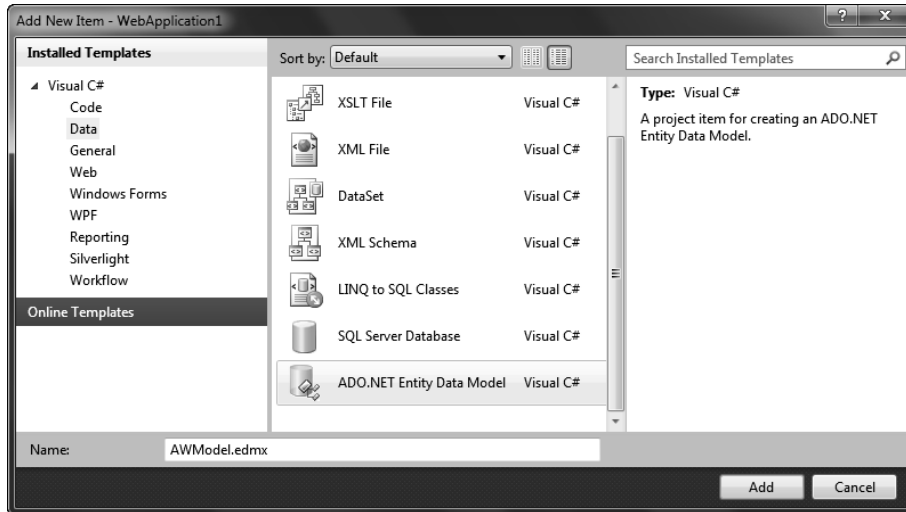 Add New Item - WebApplication1
Installed Templates
Visual C#
Code
Data
General
Web
Windows Forms
WPF
Reporting
Silverlight
Workflow
Online Templates
Sort by: Default
XSLT File Visual C#
XML File Visual C#
DataSet Visual C#
XML Schema Visual C#
LINQ to SQL Classes Visual C#
SQL Server Database Visual C#
ADO.NET Entity Data Model Visual C#
Search Installed Templates
Type: Visual C#
A project item for creating an ADO.NET
Entity Data Model.
Name: AWModel.edmx
Add Cancel